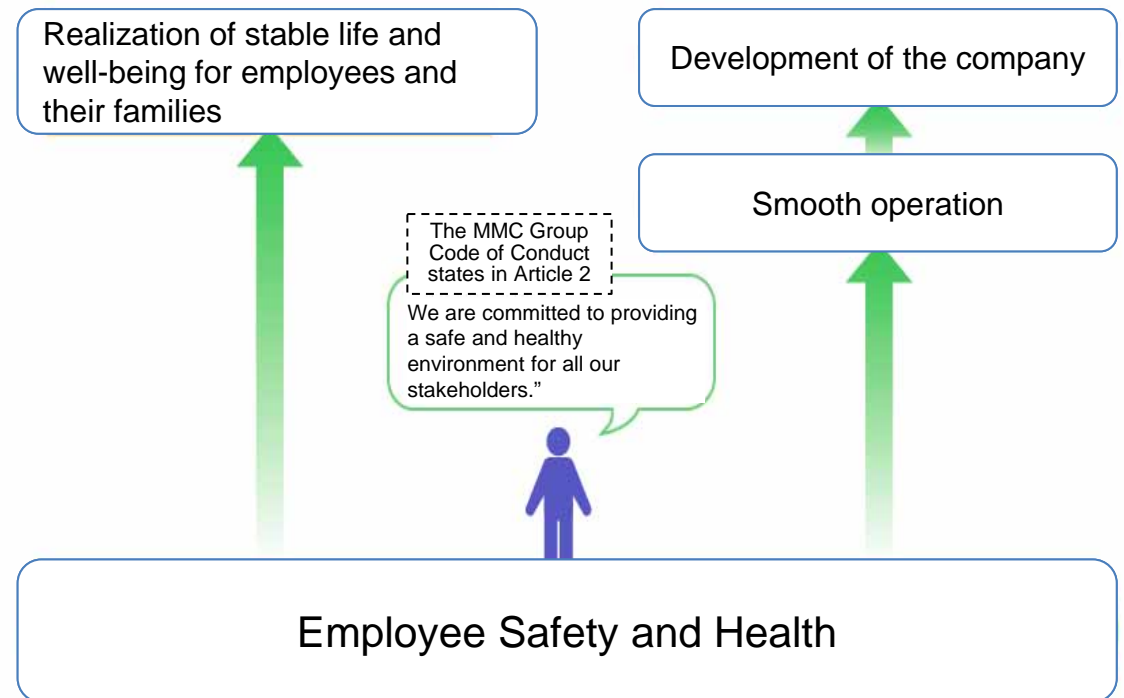 Realization of stable life and
well-being for employees and
their families
Development of the company
Smooth operation
The MMC Group
Code of Conduct
states in Article 2
We are committed to providing
a safe and healthy
environment for all our
stakeholders.”
Employee Safety and Health